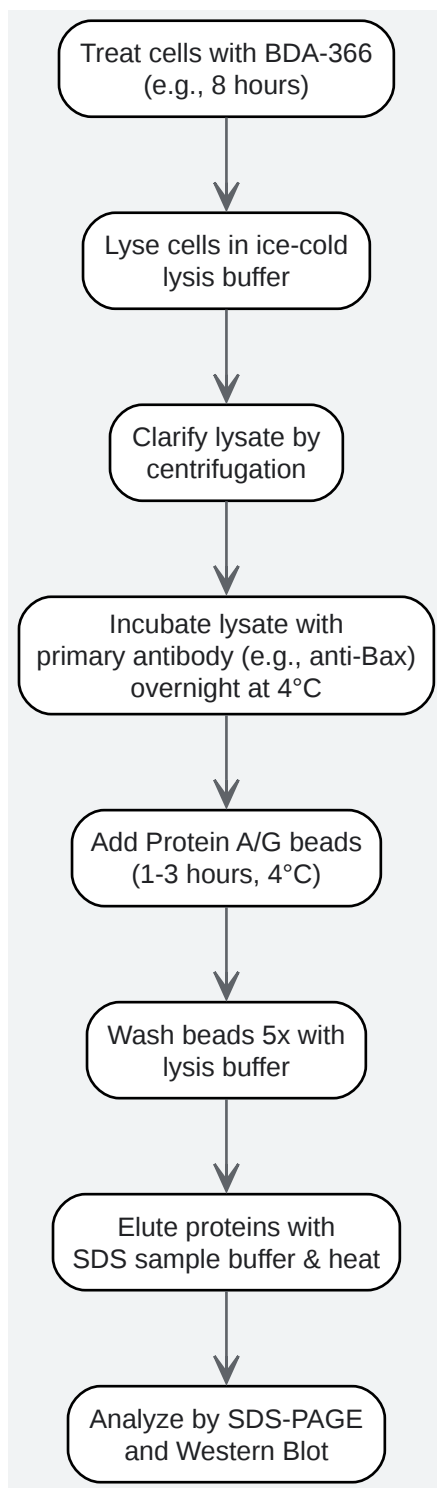 Treat cells with BDA-366
(e.g., 8 hours)
Lyse cells in ice-cold
lysis buffer
Clarify lysate by
centrifugation
Incubate lysate with
primary antibody (e.g., anti-Bax)
overnight at 4°C
Add Protein A/G beads
(1-3 hours, 4°C)
Wash beads 5x with
lysis buffer
Elute proteins with
SDS sample buffer & heat
Analyze by SDS-PAGE
and Western Blot